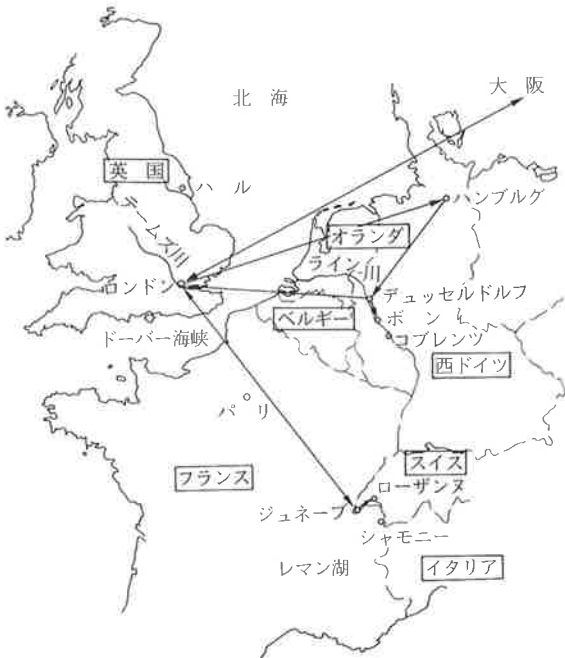 大阪
北海
英国
ハル
ハンブルグ
テームズ川
オランダ
ライン川
ロンドン
デュッセルドルフ
ボン
ベルギー
コブレンツ
ドーバー海峡
西ドイツ
パリ
スイス
フランス
ローザンヌ
ジュネーブ
シャモニー
レマン湖
イタリア